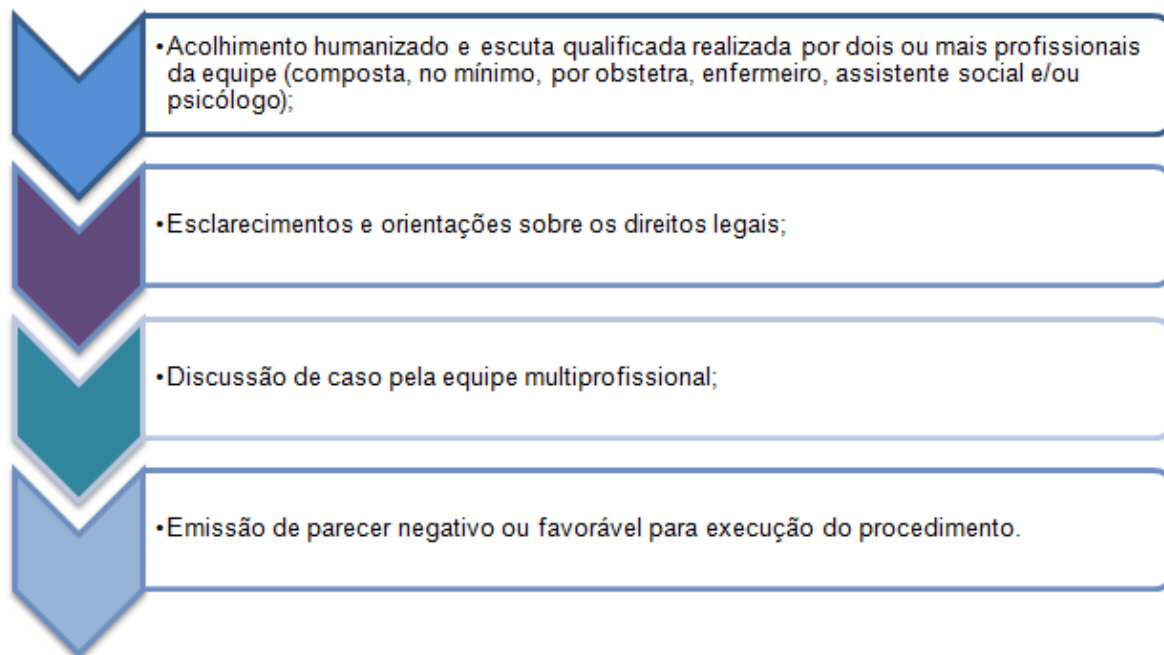 •Acolhimento humanizado e escuta qualificada realizada por dois ou mais profissionais
da equipe (composta, no mínimo, por obstetra, enfermeiro, assistente social e/ou
psicólogo);
•Esclarecimentos e orientações sobre os direitos legais;
•Discussão de caso pela equipe multiprofissional;
•Emissão de parecer negativo ou favorável para execução do procedimento.